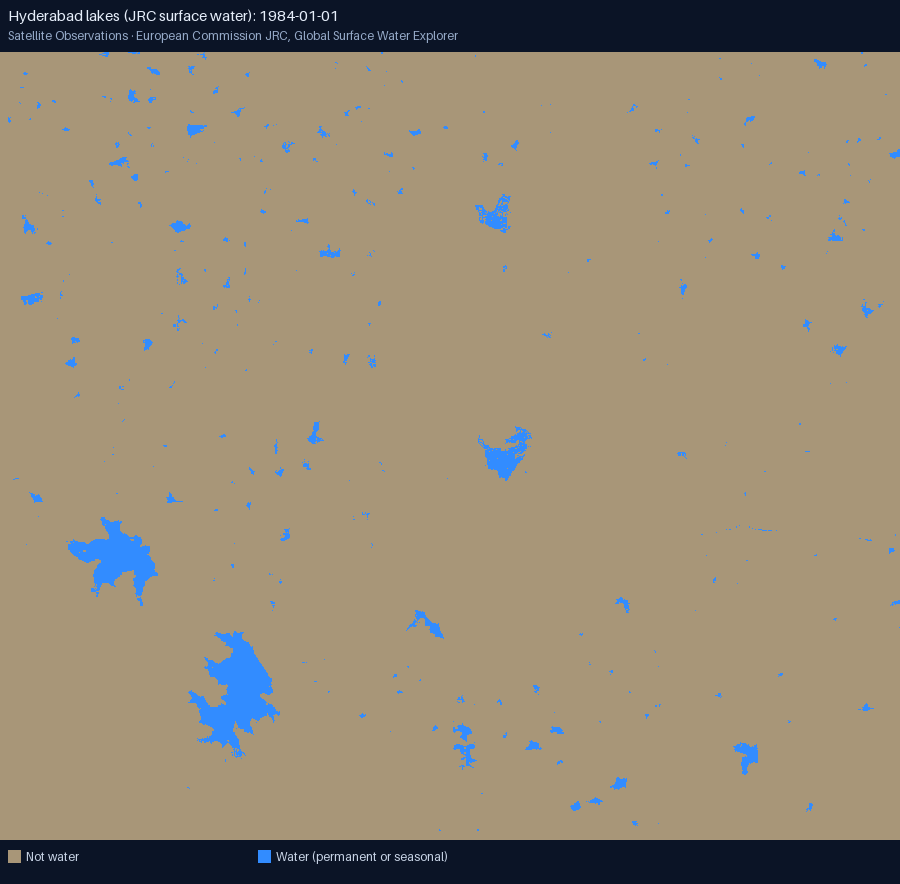 Hyderabad lakes (JRC surface water): 1984-01-01
Satellite Observations · European Commission JRC, Global Surface Water Explorer
Not water
Water (permanent or seasonal)